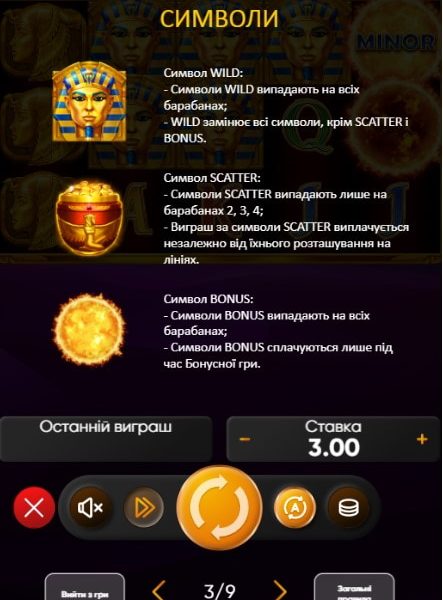 СИМВОЛИ
MINOR
Символ WILD:
- Символи WILD випадають на всіх
барабанах;
- WILD замінює всі символи, крім SCATTER і
BONUS.
Символ SCATTER:
- Символи SCATTER випадають лише на
барабанах 2, 3, 4;
- Виграш за символи SCATTER виплачується
незалежно від їхнього розташування на
лініях.
Символ BONUS:
- Символи BONUS випадають на всіх
барабанах;
- Символи BONUS сплачуються лише під
час Бонусної гри.
Останній виграш
Ставка
- 3.00 +
A
Вийти з гри
< 3/9 >
Загальні
правила